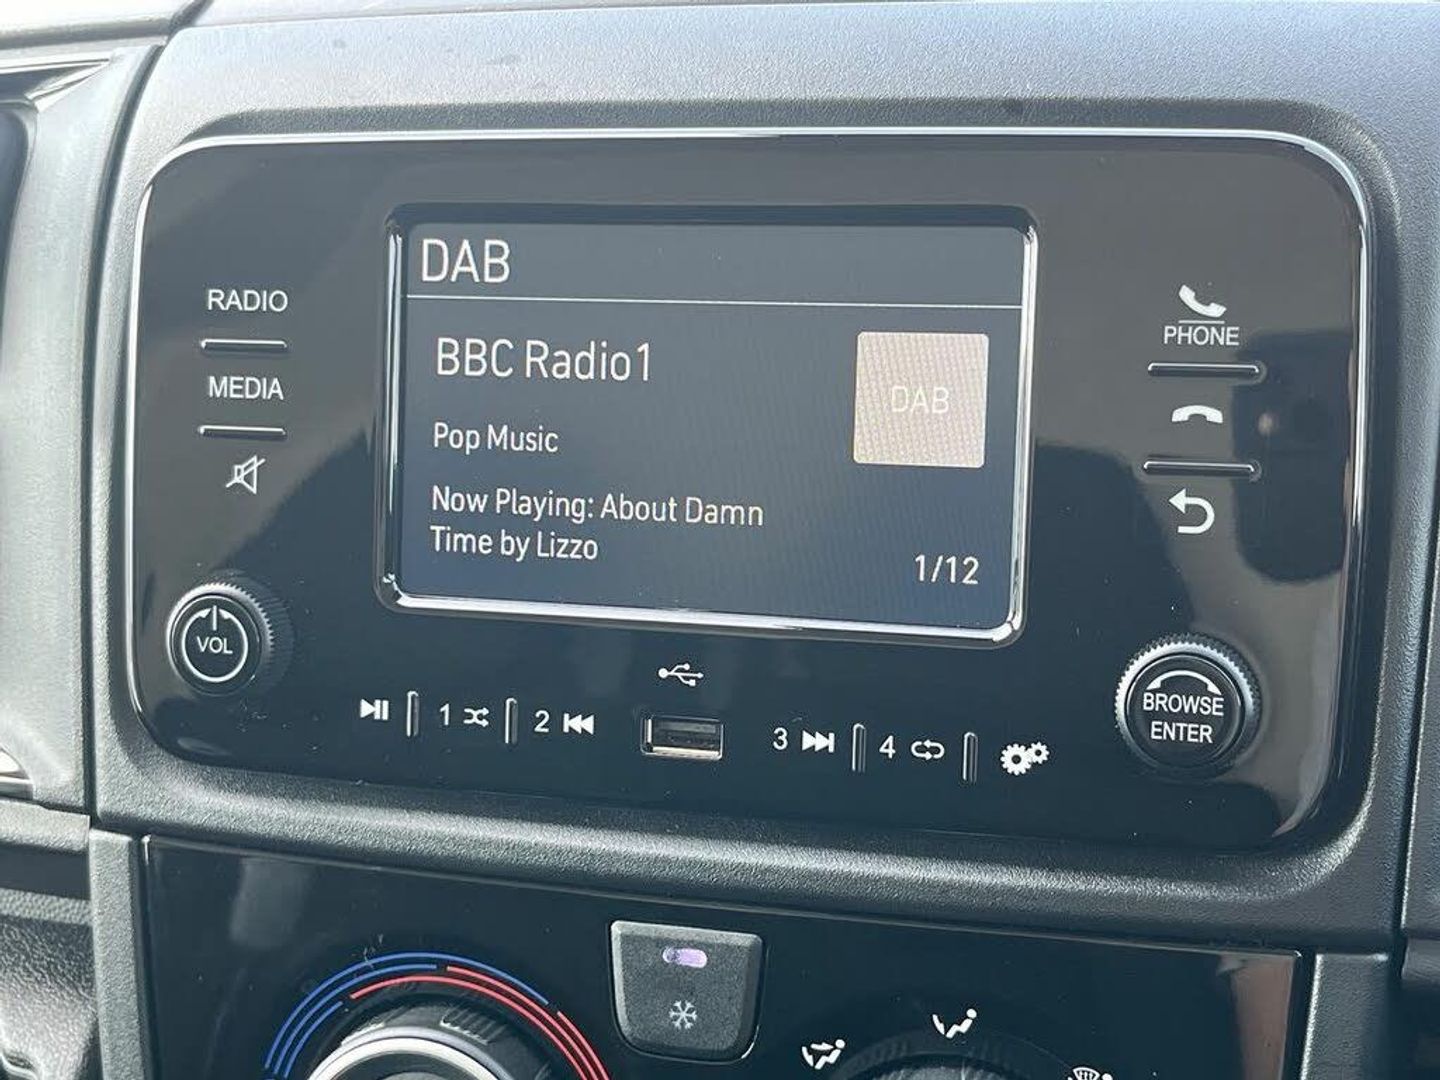 DAB
RADIO
MEDIA
BBC Radio1
DAB
Pop Music
Now Playing: About Damn
Time by Lizzo
1/12
PHONE
VOL
1
2
3
4
BROWSE
ENTER